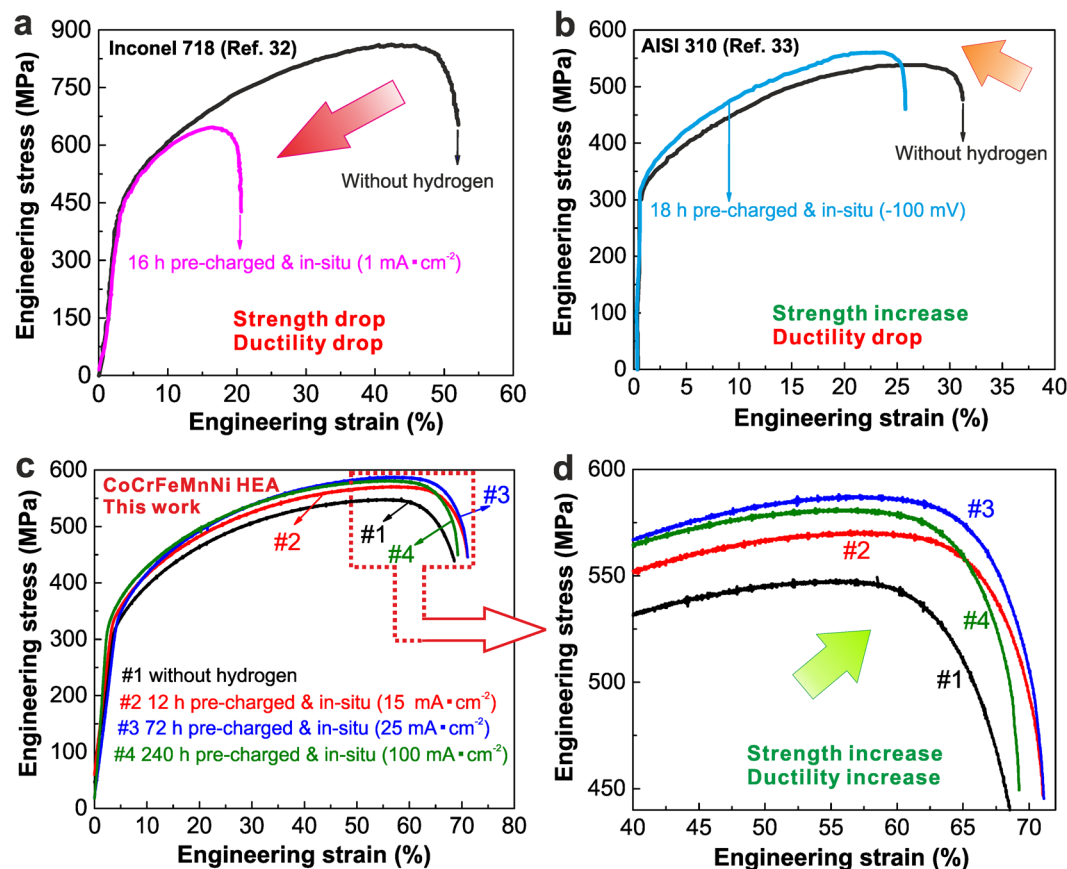 a
Inconel 718 (Ref. 32)
Engineering stress (MPa)
900
750
600
450
300
150
0
Without hydrogen
16 h pre-charged & in-situ (1 mA·cm⁻²)
Strength drop
Ductility drop
0 10 20 30 40 50 60
Engineering strain (%)
b
AISI 310 (Ref. 33)
Engineering stress (MPa)
600
500
400
300
200
100
0
Without hydrogen
18 h pre-charged & in-situ (-100 mV)
Strength increase
Ductility drop
0 5 10 15 20 25 30 35 40
Engineering strain (%)
c
CoCrFeMnNi HEA
This work
Engineering stress (MPa)
600
500
400
300
200
100
0
#1
#2
#3
#4
#1 without hydrogen
#2 12 h pre-charged & in-situ (15 mA·cm⁻²)
#3 72 h pre-charged & in-situ (25 mA·cm⁻²)
#4 240 h pre-charged & in-situ (100 mA·cm⁻²)
0 10 20 30 40 50 60 70 80
Engineering strain (%)
d
Engineering stress (MPa)
600
550
500
450
#3
#2
#4
#1
Strength increase
Ductility increase
40 45 50 55 60 65 70
Engineering strain (%)